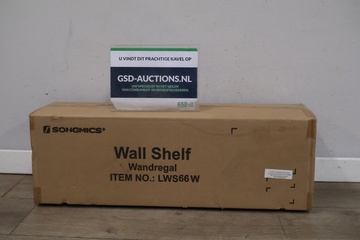 U VINDT DIT PRACHTIGE KAVEL OP
GSD-AUCTIONS.NL
SONGMICS
Wall Shelf
Wandregal
ITEM NO.: LWS66W